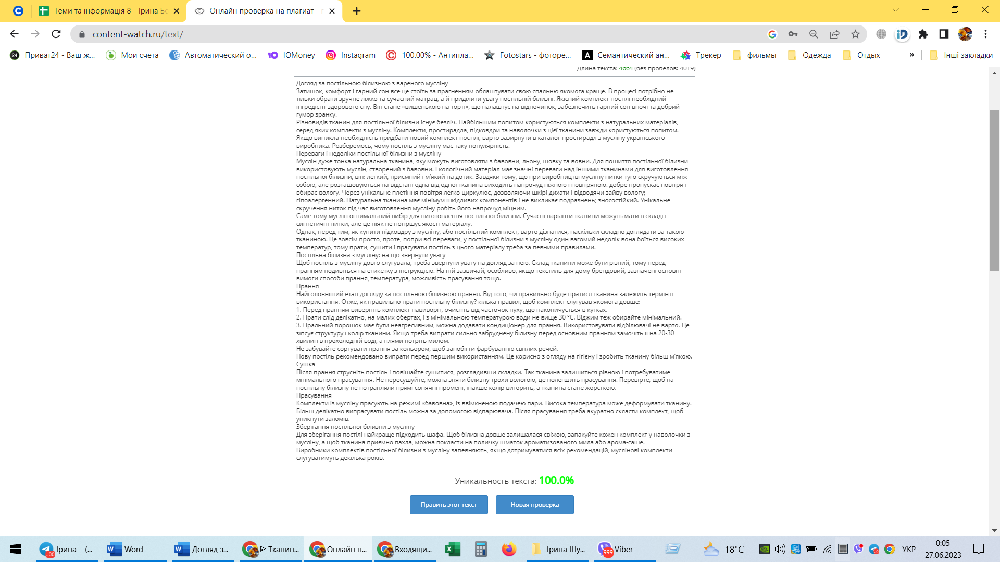 Теми та інформація 8 - Ірина Бо
Онлайн проверка на плагиат -
content-watch.ru/text/
24 Приват24 - Ваш ж...
Мои счета
Автоматический о...
ЮMoney
Instagram
100.00% - Антипла...
Fotostars - фоторе...
Семантический ан...
Трекер
фильмы
Одежда
Отдых
»
Інші закладки
Длина текста: 4664 (без пробелов: 4019)
Догляд за постільною білизною з вареного мусліну
Затишок, комфорт і гарний сон все це стоїть за прагненням облаштувати свою спальню якомога краще. В процесі потрібно не
тільки обрати зручне ліжко та сучасний матрац, а й приділити увагу постільній білизні. Якісний комплект постілі необхідний
інгредієнт здорового сну. Він стане «вишенькою на торті», що налаштує на відпочинок, забезпечить гарний сон вночі та добрий
гумор зранку.
Різновидів тканин для постільної білизни існує безліч. Найбільшим попитом користуються комплекти з натуральних матеріалів,
серед яких комплекти з мусліну. Комплекти, простирадла, підковдри та наволочки з цієї тканини завжди користуються попитом.
Якщо виникла необхідність придбати новий комплект постілі, варто зазирнути в каталог простирадл з мусліну українського
виробника. Розберемось, чому постіль з мусліну має таку популярність.
Переваги і недоліки постільної білизни з мусліну
Муслін дуже тонка натуральна тканина, яку можуть виготовляти з бавовни, льону, шовку та вовни. Для пошиття постільної білизни
використовують муслін, створений з бавовни. Екологічний матеріал має значні переваги над іншими тканинами для виготовлення
постільної білизни, він: легкий, приємний і м’який на дотик. Завдяки тому, що при виробництві мусліну нитки туго скручуються між
собою, але розташовуються на відстані одна від одної тканина виходить напрочуд ніжною і повітряною. добре пропускає повітря і
вбирає вологу. Через унікальне плетіння повітря легко циркулює, дозволяючи шкірі дихати і відводячи зайву вологу;
гіпоалергенний. Натуральна тканина має мінімум шкідливих компонентів і не викликає подразнень; зносостійкий. Унікальне
скручення ниток під час виготовлення мусліну робіть його напрочуд міцним.
Саме тому муслін оптимальний вибір для виготовлення постільної білизни. Сучасні варіанти тканини можуть мати в складі і
синтетичні нитки, але це ніяк не погіршує якості матеріалу.
Однак, перед тим, як купити підковдру з мусліну, або постільний комплект, варто дізнатися, наскільки складно доглядати за такою
тканиною. Це зовсім просто, проте, попри всі переваги, у постільної білизни з мусліну один вагомий недолік вона боїться високих
температур, тому прати, сушити і прасувати постіль з цього матеріалу треба за певними правилами.
Постільна білизна з мусліну: на що звернути увагу
Щоб постіль з мусліну довго слугувала, треба звернути увагу на догляд за нею. Склад тканини може бути різний, тому перед
пранням подивіться на етикетку з інструкцією. На ній зазвичай, особливо, якщо текстиль для дому брендовий, зазначені основні
вимоги способи прання, температура, можливість прасування тощо.
Прання
Найголовніший етап догляду за постільною білизною прання. Від того, чи правильно буде пратися тканина залежить термін її
використання. Отже, як правильно прати постільну білизну? кілька правил, щоб комплект слугував якомога довше:
1. Перед пранням виверніть комплект навиворіт, очистіть від часточок пуху, що накопичується в кутках.
2. Прати слід делікатно, на малих обертах, і з мінімальною температурою води не вище 30 °C. Віджим теж обирайте мінімальний.
3. Пральний порошок має бути неагресивним, можна додавати кондиціонер для прання. Використовувати відбілювачі не варто. Це
зіпсує структуру і колір тканини. Якщо треба випрати сильно забруднену білизну перед основним пранням замочіть її на 20-30
хвилин в прохолодній воді, а плями потріть милом.
Не забувайте сортувати прання за кольором, щоб запобігти фарбуванню світлих речей.
Нову постіль рекомендовано випрати перед першим використанням. Це корисно з огляду на гігієну і зробить тканину більш м’якою.
Сушка
Після прання струсніть постіль і повішайте сушитися, розгладивши складки. Так тканина залишиться рівною і потребуватиме
мінімального прасування. Не пересушуйте, можна зняти білизну трохи вологою, це полегшить прасування. Перевірте, щоб на
постільну білизну не потрапляли прямі сонячні промені, інакше колір вигорить, а тканина стане жорсткою.
Прасування
Комплекти із мусліну прасують на режимі «бавовна», із ввімкненою подачею пари. Висока температура може деформувати тканину.
Більш делікатно випрасувати постіль можна за допомогою відпарювача. Після прасування треба акуратно скласти комплект, щоб
уникнути заломів.
Зберігання постільної білизни з мусліну
Для зберігання постілі найкраще підходить шафа. Щоб білизна довше залишалася свіжою, запакуйте кожен комплект у наволочки з
мусліну, а щоб тканина приємно пахла, можна покласти на поличку шматок ароматизованого мила або арома-саше.
Виробники комплектів постільної білизни з мусліну запевняють, якщо дотримуватися всіх рекомендацій, муслінові комплекти
слугуватимуть декілька років.
Уникальность текста: 100.0%
Править этот текст
Новая проверка
Ірина – (...
Word
Догляд з...
ᐉ Тканин...
Онлайн п...
Входящи...
Ірина Шу...
999 Viber
18°C
УКР
0:05
27.06.2023